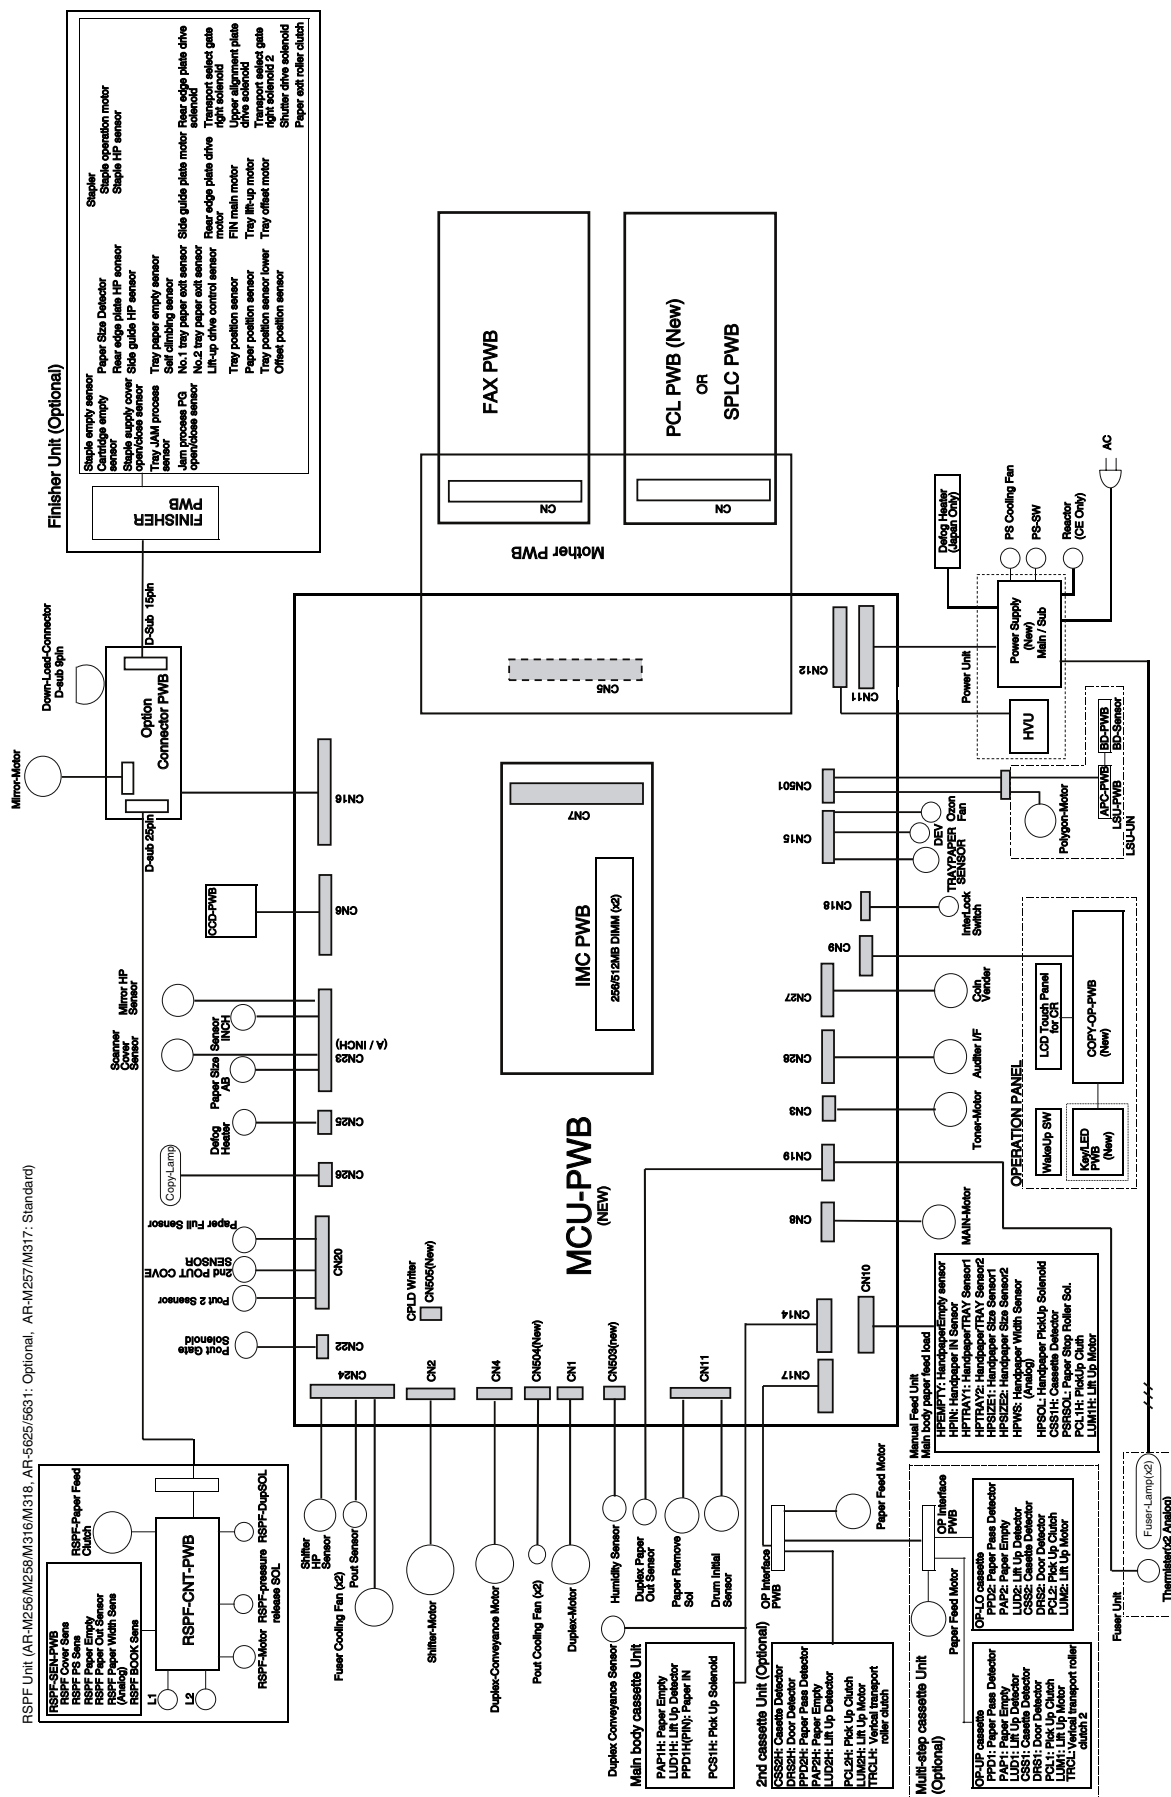 RSPF Unit (AR-M256/M258/M316/M318, AR-5625/5631: Optional,  AR-M257/M317: Standard)
RSPF-SEN-PWB
RSPF Cover Sens
RSPF PS Sens
RSPF Paper Empty
RSPF Paper Out Sensor
RSPF Paper Width Sens
(Analog)
RSPF BOOK Sens
L1
L2
RSPF-Paper Feed
Clutch
RSPF-CNT-PWB
RSPF-Motor
RSPF-pressure
release SOL
RSPF-DupSOL
Mirror-Motor
Down-Load-Connector
D-sub 9pin
D-sub 25pin
Option
Connector PWB
D-Sub  15pin
Finisher Unit (Optional)
FINISHER
PWB
Staple empty sensor
Cartridge empty
sensor
Staple supply cover
open/close sensor
Tray JAM process
sensor
Jam process PG
open/close sensor
Paper Size Detector
Rear edge plate HP sonsor
Side guide HP sensor
Tray paper empty sensor
Self climbing sensor
No.1 tray paper exit sensor
No.2 tray paper exit sensor
Lift-up drive control sensor
Tray position sensor
Paper position sensor
Tray position sensor lower
Offset position sensor
Stapler
Staple operation motor
Staple HP sensor
Side guide plate motor
Rear edge plate drive
motor
FIN main motor
Tray lift-up motor
Tray offset motor
Rear edge plate drive
solenoid
Transport select gate
right solenoid
Upper alignment plate
drive solenoid
Transport select gate
right solenoid 2
Shutter drive solenoid
Paper exit roller clutch
Pout Gate
Solenoid
Pout 2 Ssensor
2nd POUT COVE
SENSOR
Paper Full Sensor
Copy-Lamp
Defog
Heater
Paper Size  Sensor
AB
INCH
Scanner
Cover
Sensor
Mirror HP
Sensor
CCD-PWB
CN22
CN20
CN26
CN25
CN23
(A / INCH)
CN6
CN16
CPLD Writer
CN505(New)
CN24
CN2
CN4
CN504(New)
CN1
CN503(new)
CN11
Shifter
HP
Sensor
Pout Sensor
Fuser Cooling Fan (x2)
Shifter-Motor
Duplex-Conveyance Motor
Pout Cooling Fan (x2)
Duplex-Motor
Humidity Sensor
Duplex Paper
Out Sensor
Paper Remove
Sol
Drum Initial
Sensor
MCU-PWB
(NEW)
IMC PWB
256/512MB DIMM (x2)
CN7
CN5
Mother PWB
FAX PWB
CN
PCL PWB (New)
OR
SPLC PWB
CN
CN17
CN14
CN10
CN8
CN19
CN3
CN28
CN27
CN9
CN18
CN15
CN501
CN11
CN12
Duplex Conveyance Sensor
Main body cassette Unit
PAP1H: Paper Empty
LUD1H: Lift Up Detector
PPD1H(PIN): Paper IN
PCS1H: Pick Up Solenoid
2nd cassette Unit (Optional)
CSS2H: Cassette Detector
DRS2H: Door Detector
PPD2H: Paper Pass Detector
PAP2H: Paper Empty
LUD2H: Lift Up Detector
PCL2H: Pick Up Clutch
LUM2H: Lift Up Motor
TRCLH: Verical transport
roller clutch
OP Interface
PWB
Paper Feed Motor
Multi-step cassette Unit
(Optional)
Paper Feed Motor
OP Interface
PWB
OP-UP cassette
PPD1: Paper Pass Detector
PAP1: Paper Empty
LUD1: Lift Up Detector
CSS1: Cassette Detector
DRS1: Door Detector
PCL1: Pick Up Clutch
LUM1: Lift Up Motor
TRCL: Verical transport roller
clutch 2
OP-LO cassette
PPD2: Paper Pass Detector
PAP2: Paper Empty
LUD2: Lift Up Detector
CSS2: Cassette Detector
DRS2: Door Detector
PCL2: Pick Up Clutch
LUM2: Lift Up Motor
Manual Feed Unit
Main body paper feed load
HPEMPTY: HandpaperEmpty sensor
HPIN: Handpaper IN Sensor
HPTRAY1: HandpaperTRAY Sensor1
HPTRAY2: HandpaperTRAY Sensor2
HPSIZE1: Handpaper Size Sensor1
HPSIZE2: Handpaper Size Sensor2
HPWS: Handpaper Width Sensor
(Analog)
HPSOL: Handpaper PickUp Solenoid
CSS1H: Cassette Detector
PSRSOL: Paper Stop Roller Sol.
PCL1H: PickUp Cluth
LUM1H: Lift Up Motor
MAIN-Motor
Toner-Motor
Auditer I/F
Coin
Vender
InterLock
Switch
TRAYPAPER
SENSOR
DEV
Ozon
Fan
OPERATION PANEL
WakeUp SW
LCD Touch Panel
for CR
Key/LED
PWB
(New)
COPY-OP-PWB
(New)
Polygon-Motor
APC-PWB
LSU-PWB
BD-PWB
BD-Sensor
LSU-UN
Power Unit
HVU
Power Supply
(New)
Main / Sub
Defog Heater
(Japan Only)
PS Cooling Fan
PS-SW
Reactor
(CE Only)
AC
Fuser Unit
Fuser-Lamp(x2)
Thermister(x2 Analog)